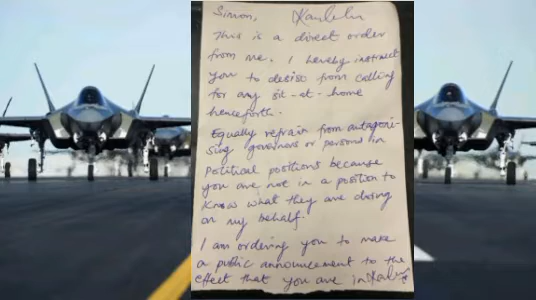 Simon,
This is a direct order
from me. I hereby instruct
you to desist from calling
for any sit-at-home
henceforth.
Equally refrain from antagoni-
sing governors or persons in
political positions because
you are not in a position to
know what they are doing
on my behalf.
I am ordering you to make
a public announcement to the
effect that you are in